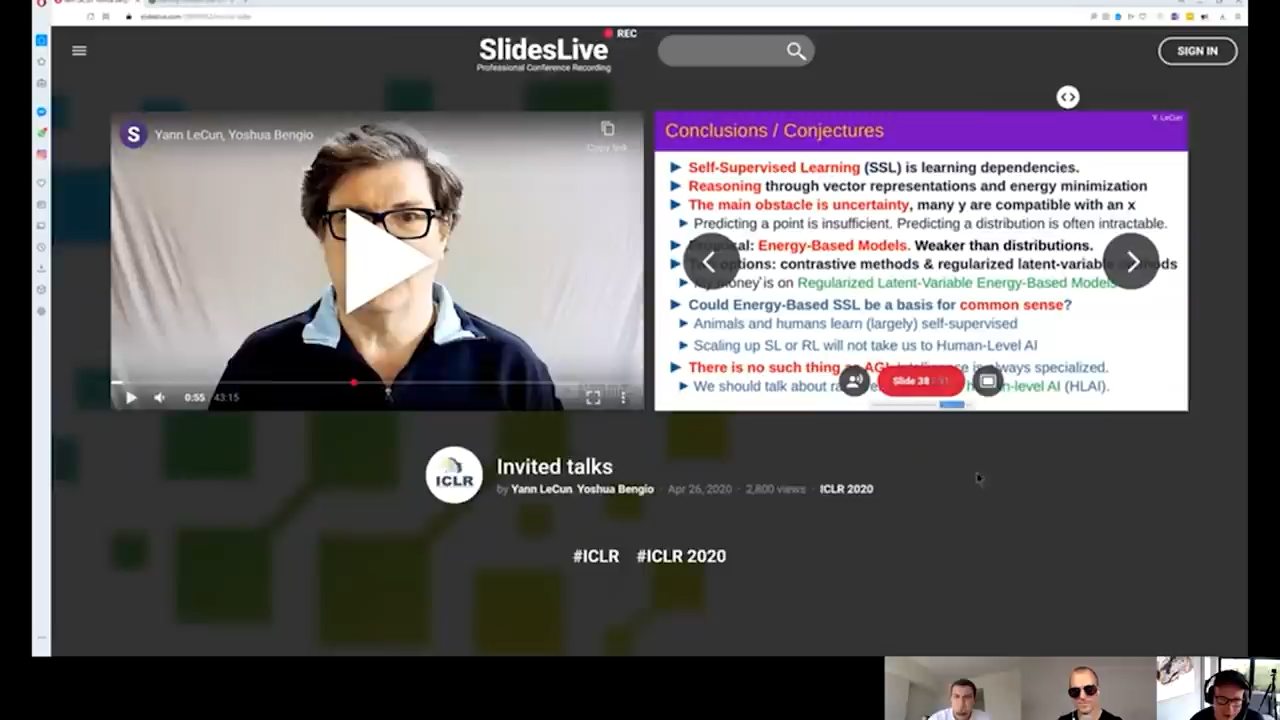 SlidesLive
REC
Professional Conference Recording
SIGN IN
S
Yann LeCun, Yoshua Bengio
Copy link
0:55 / 43:15
Y. LeCun
Conclusions / Conjectures
Self-Supervised Learning (SSL) is learning dependencies.
Reasoning through vector representations and energy minimization
The main obstacle is uncertainty, many y are compatible with an x
Predicting a point is insufficient. Predicting a distribution is often intractable.
Energy-Based Models. Weaker than distributions.
options: contrastive methods & regularized latent-variable
money is on Regularized Latent-Variable Energy-Based Models
Could Energy-Based SSL be a basis for common sense?
Animals and humans learn (largely) self-supervised
Scaling up SL or RL will not take us to Human-Level AI
There is no such thing always specialized.
We should talk about AI (HLAI).
Slide 38
ICLR
Invited talks
by Yann LeCun Yoshua Bengio · Apr 26, 2020 · 2,800 views · ICLR 2020
#ICLR #ICLR 2020